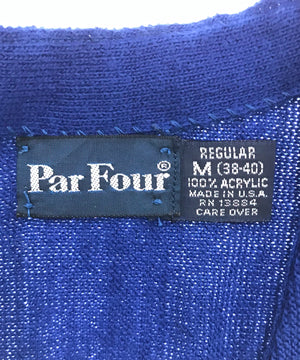 Par Four®
REGULAR
M (38-40)
100% ACRYLIC
MADE IN U.S.A.
RN 13884
CARE OVER